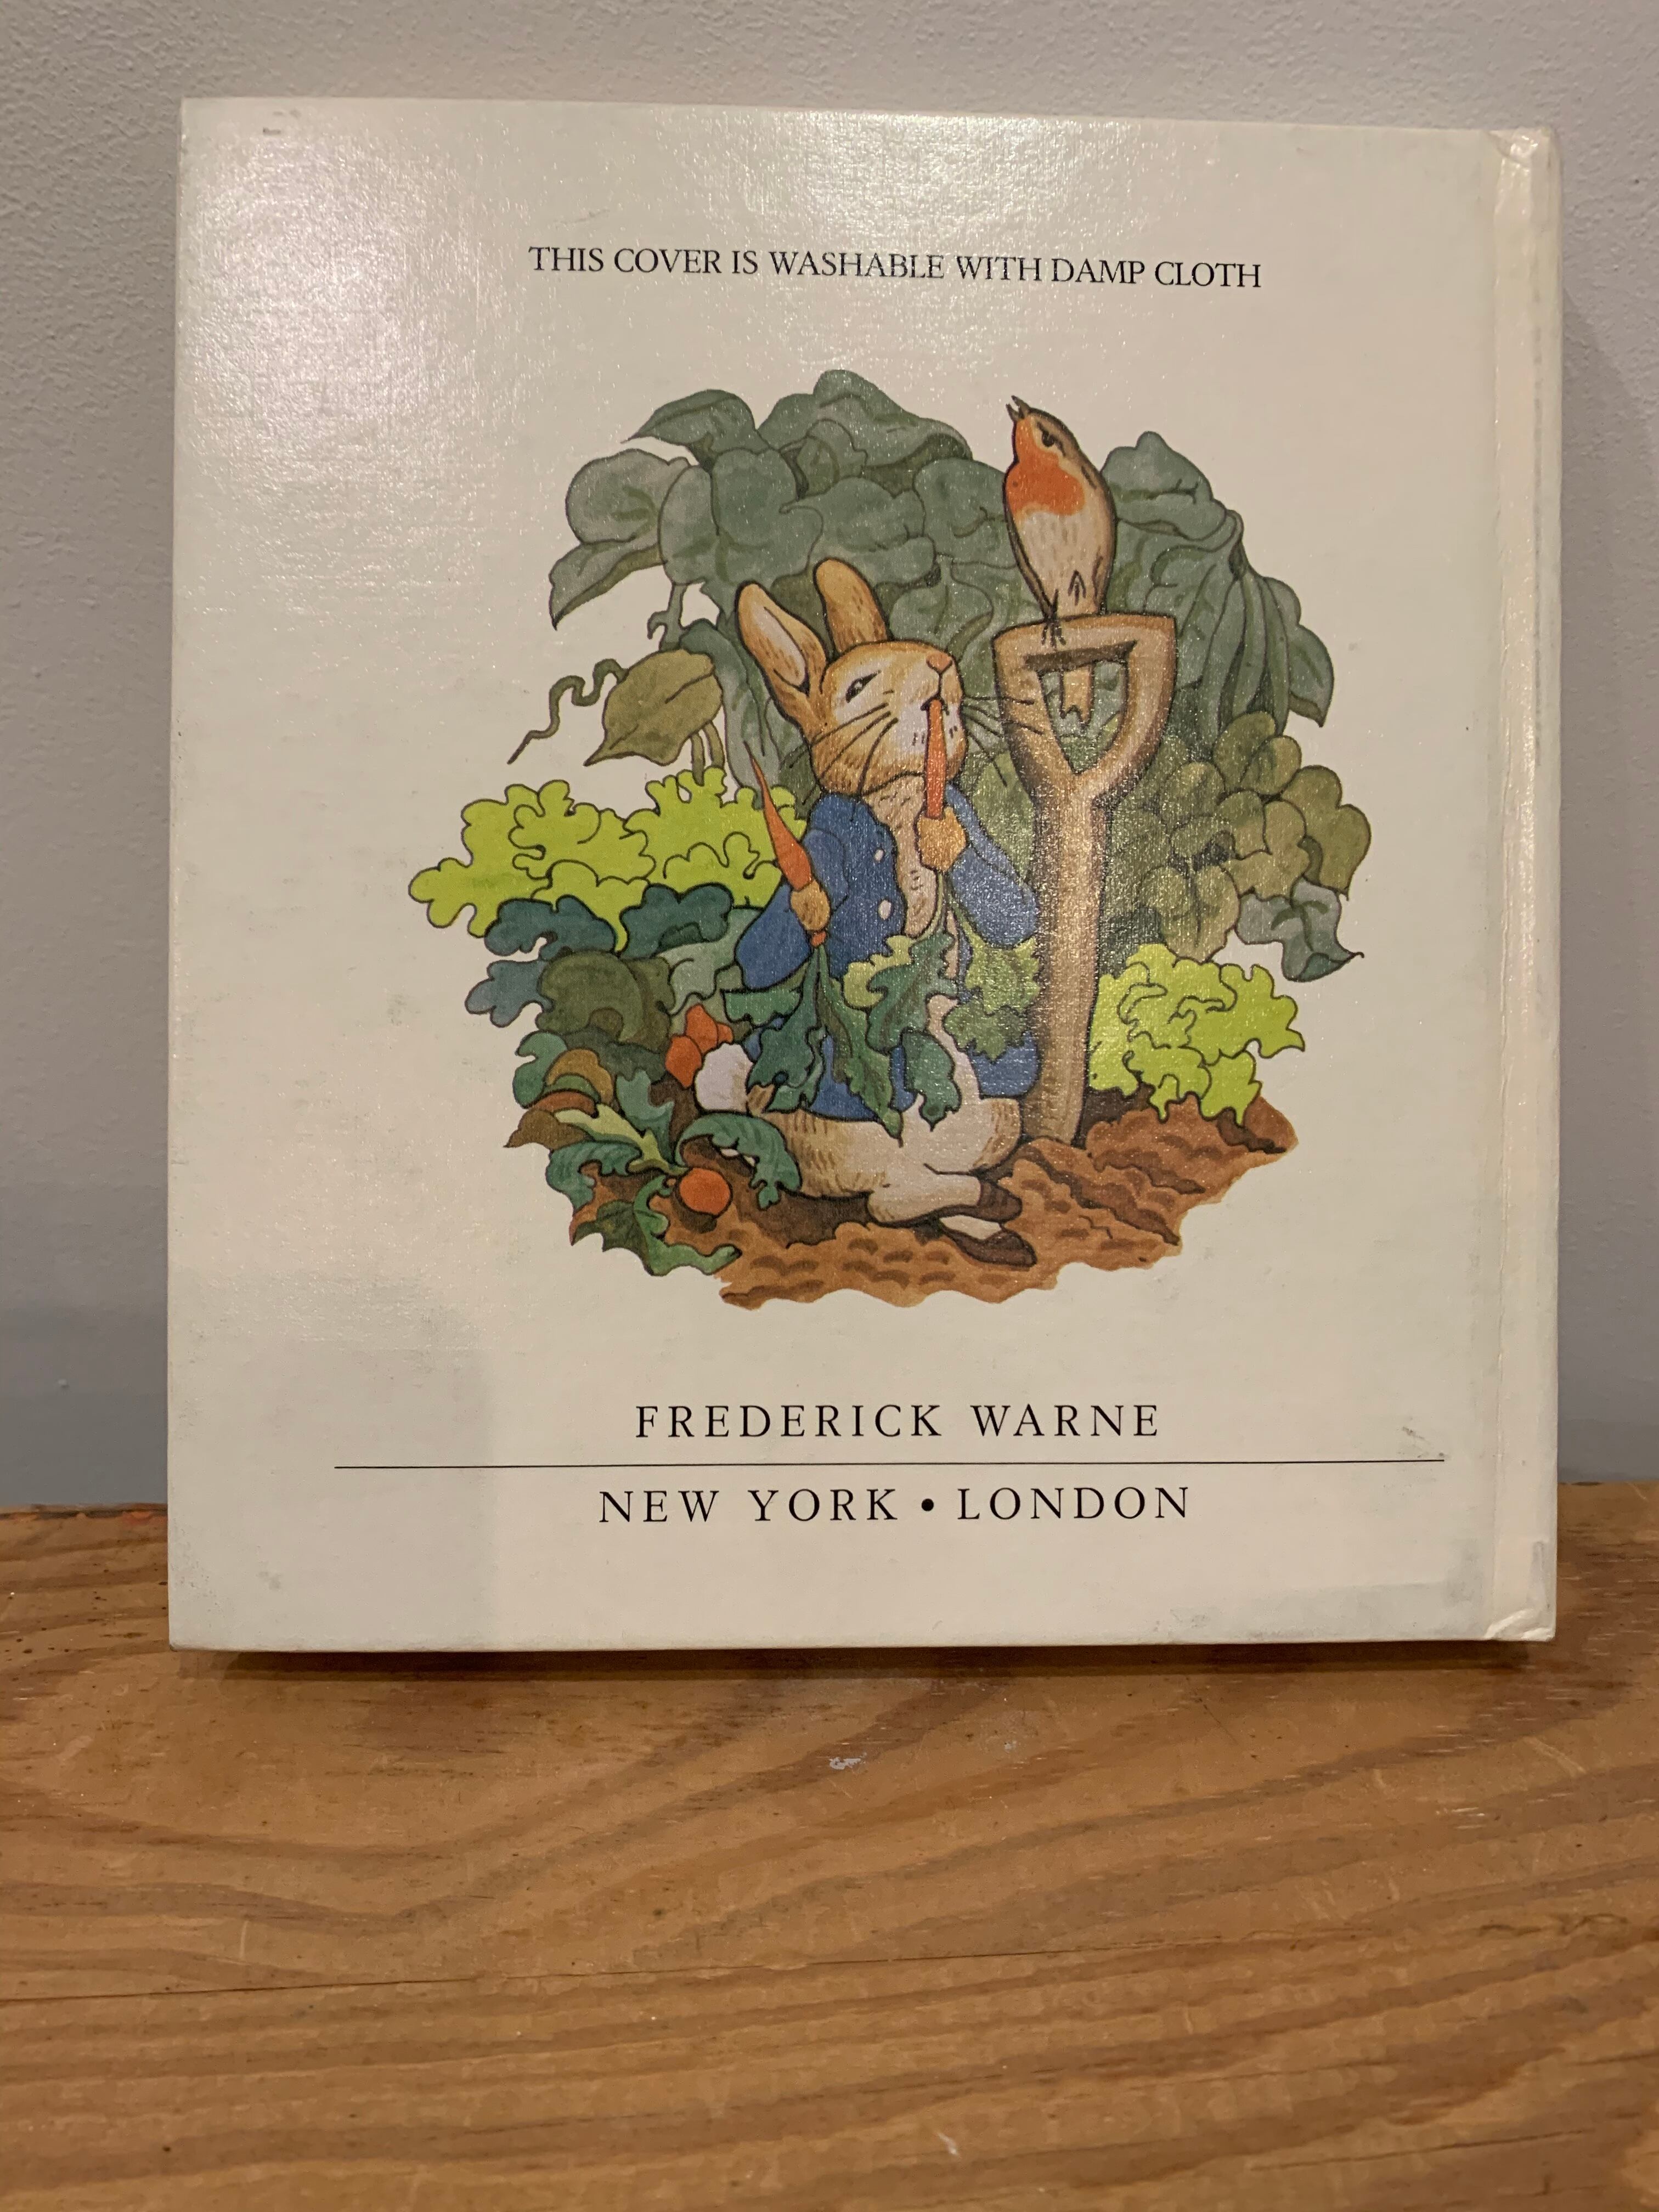 THIS COVER IS WASHABLE WITH DAMP CLOTH
FREDERICK WARNE
NEW YORK • LONDON